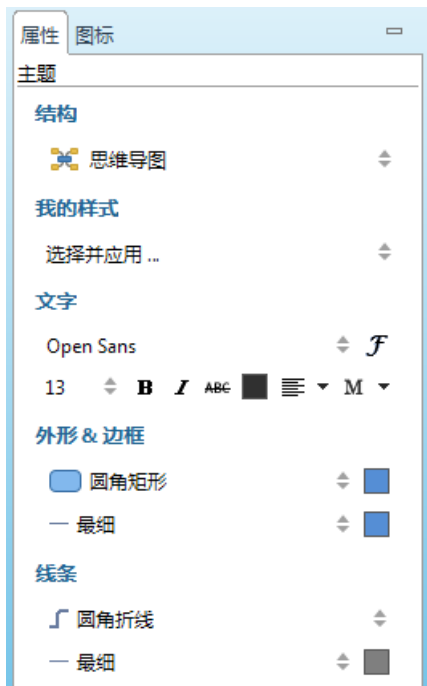 属性 图标
主题
结构
思维导图
我的样式
选择并应用 ...
文字
Open Sans F
13 B I ABC M
外形 & 边框
圆角矩形
最细
线条
圆角折线
最细